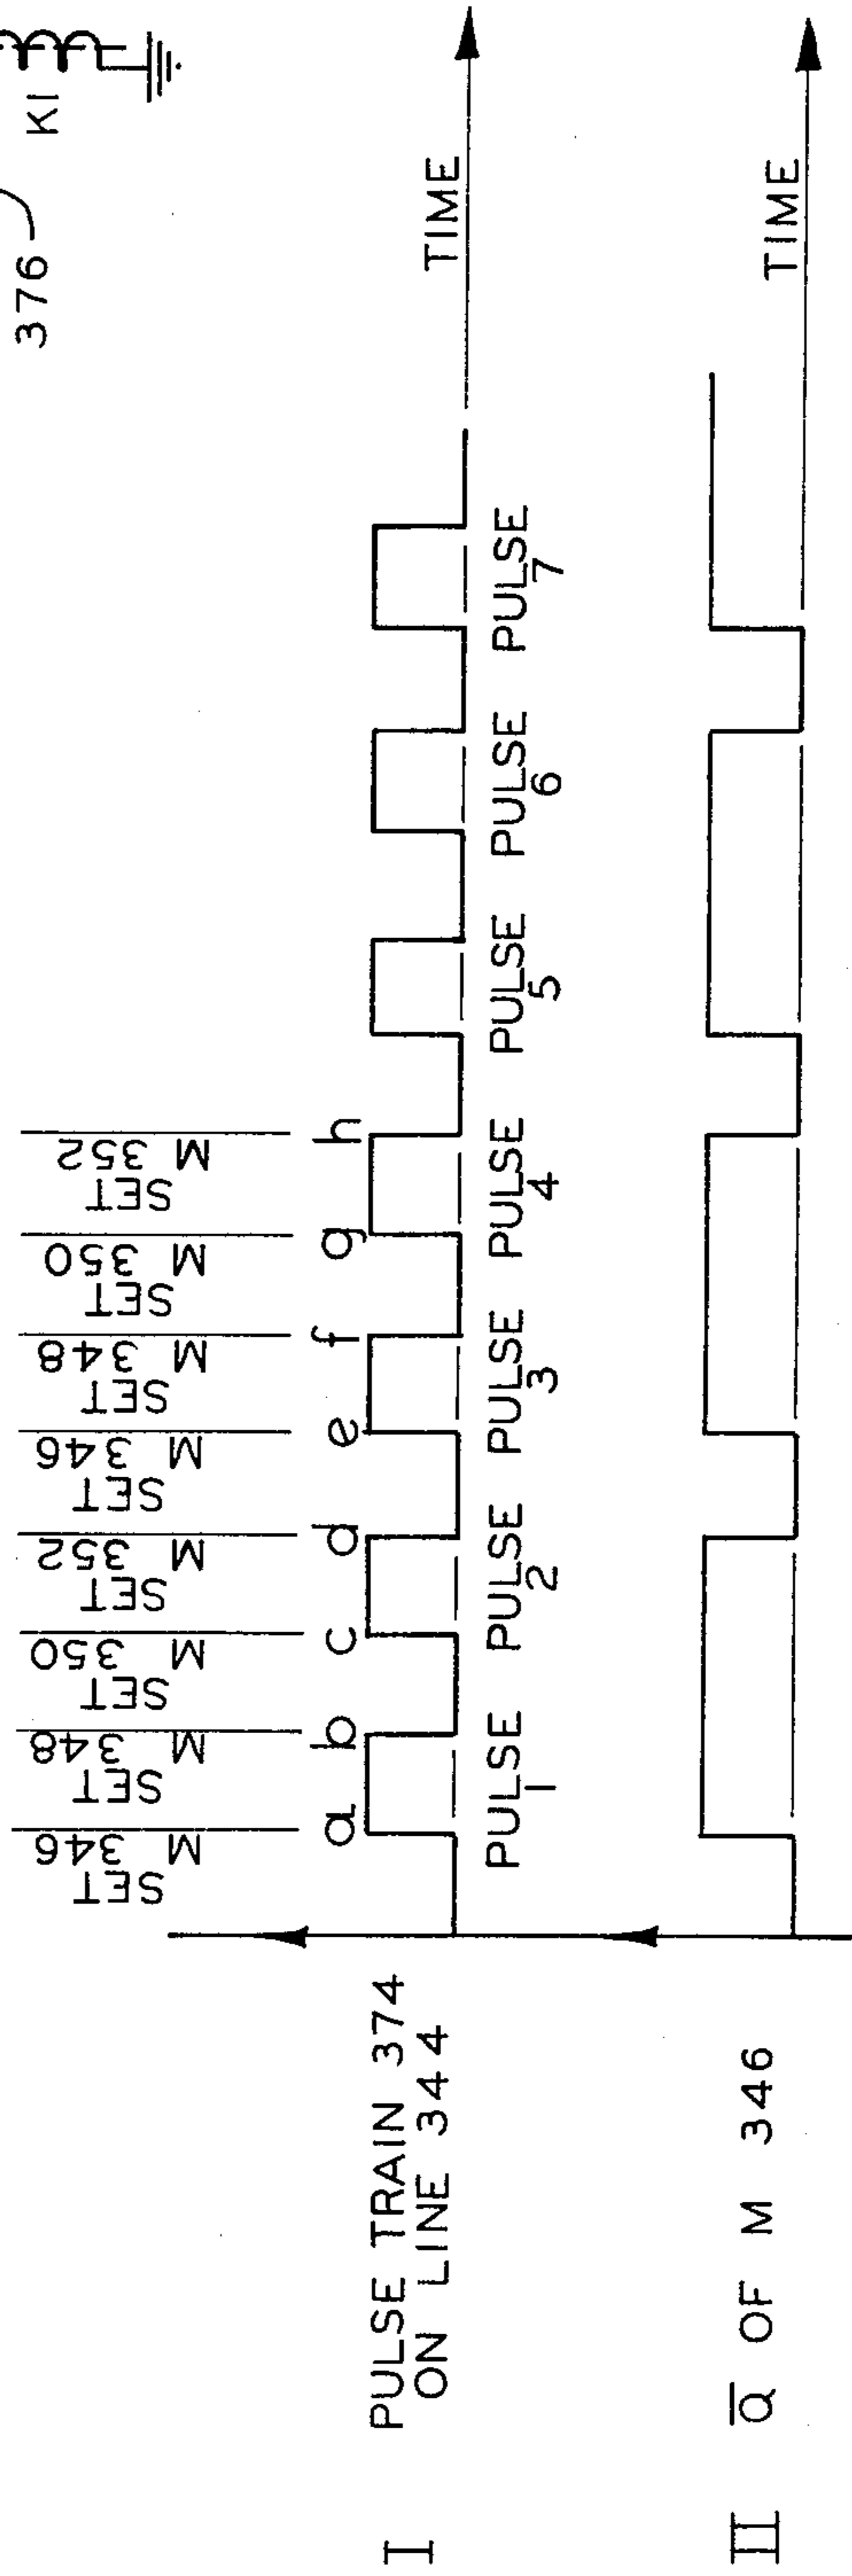 376
K1
SET
M 346
SET
M 348
SET
M 350
SET
M 352
SET
M 346
SET
M 348
SET
M 350
SET
M 352
a b c d e f g h
I
PULSE TRAIN 374
ON LINE 344
TIME
PULSE
1
PULSE
2
PULSE
3
PULSE
4
PULSE
5
PULSE
6
PULSE
7
II
Q̅ OF M 346
TIME